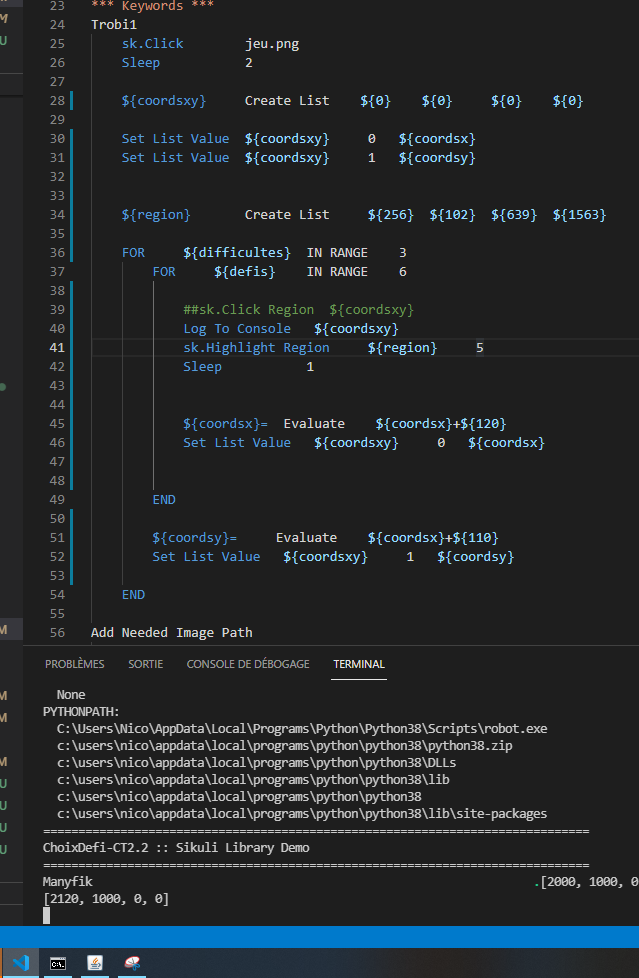 23 *** Keywords ***
24 Trobi1
25 sk.Click jeu.png
26 Sleep 2
27
28 ${coordsxy} Create List ${0} ${0} ${0} ${0}
29
30 Set List Value ${coordsxy} 0 ${coordsx}
31 Set List Value ${coordsxy} 1 ${coordsy}
32
33
34 ${region} Create List ${256} ${102} ${639} ${1563}
35
36 FOR ${difficultes} IN RANGE 3
37 FOR ${defis} IN RANGE 6
38
39 ##sk.Click Region ${coordsxy}
40 Log To Console ${coordsxy}
41 sk.Highlight Region ${region} 5
42 Sleep 1
43
44
45 ${coordsx}= Evaluate ${coordsx}+${120}
46 Set List Value ${coordsxy} 0 ${coordsx}
47
48
49 END
50
51 ${coordsy}= Evaluate ${coordsx}+${110}
52 Set List Value ${coordsxy} 1 ${coordsy}
53
54 END
55
56 Add Needed Image Path
PROBLÈMES SORTIE CONSOLE DE DÉBOGAGE TERMINAL
None
PYTHONPATH:
C:\Users\Nico\AppData\Local\Programs\Python\Python38\Scripts\robot.exe
c:\users\nico\appdata\local\programs\python\python38\python38.zip
c:\users\nico\appdata\local\programs\python\python38\DLLs
c:\users\nico\appdata\local\programs\python\python38\lib
c:\users\nico\appdata\local\programs\python\python38
c:\users\nico\appdata\local\programs\python\python38\lib\site-packages
==============================================================================
ChoixDefi-CT2.2 :: Sikuli Library Demo
==============================================================================
Manyfik .[2000, 1000, 0
[2120, 1000, 0, 0]